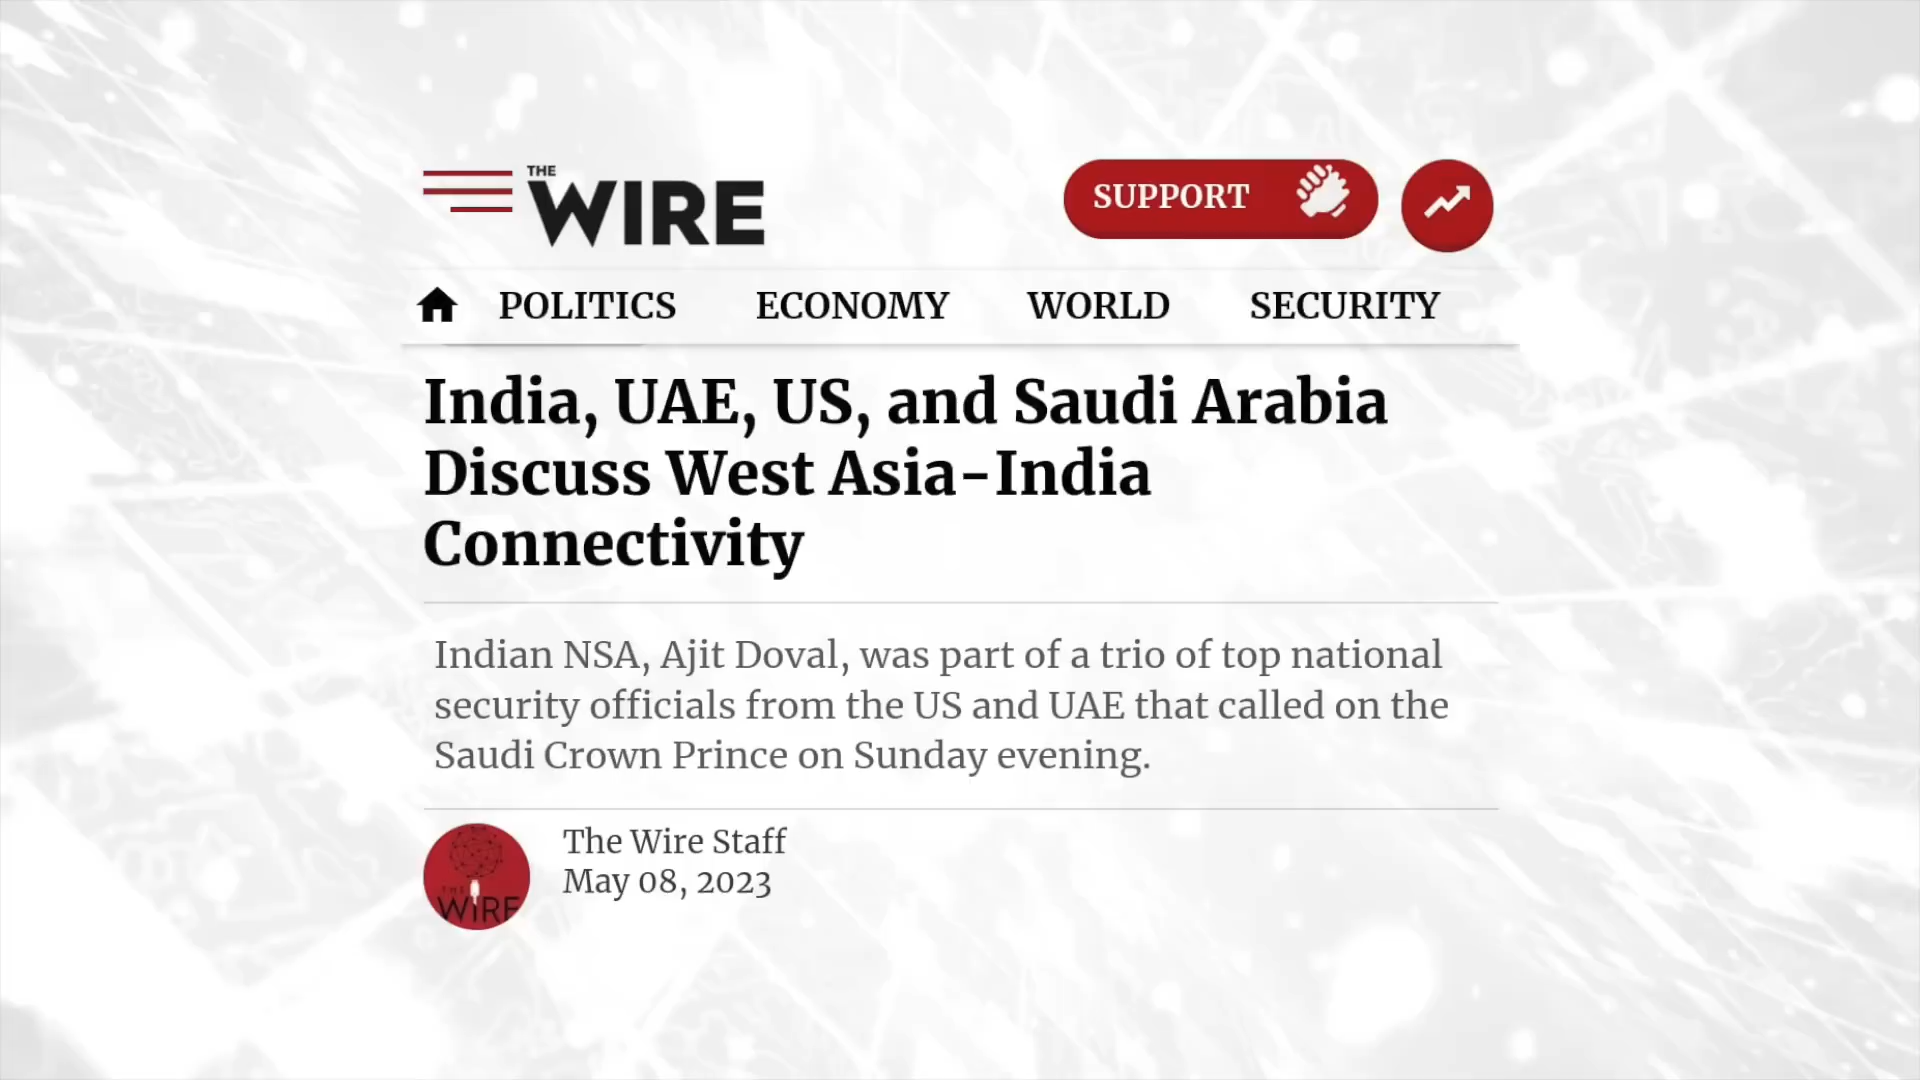 THE
WIRE
SUPPORT
POLITICS ECONOMY WORLD SECURITY
India, UAE, US, and Saudi Arabia
Discuss West Asia-India
Connectivity
Indian NSA, Ajit Doval, was part of a trio of top national
security officials from the US and UAE that called on the
Saudi Crown Prince on Sunday evening.
THE
WIRE
The Wire Staff
May 08, 2023